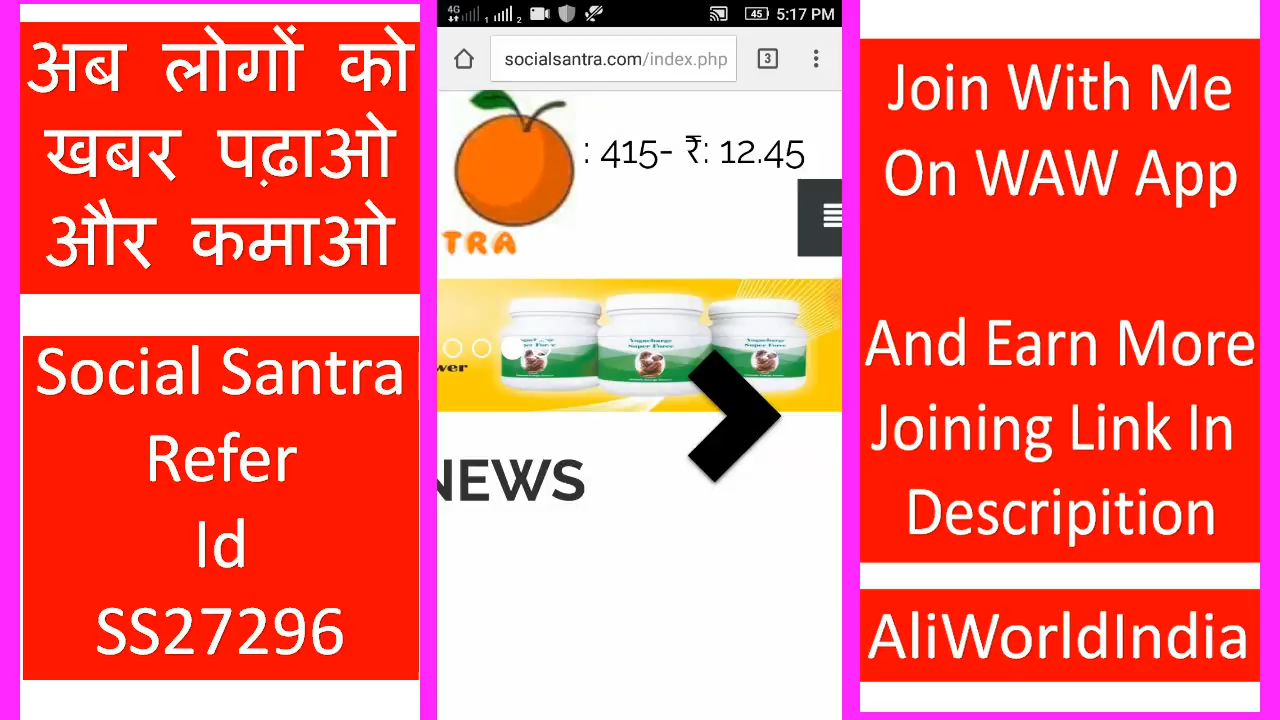 अब लोगों को
खबर पढ़ाओ
और कमाओ
Social Santra
Refer
Id
SS27296
4G
1
2
45
5:17 PM
socialsantra.com/index.php
3
: 415- ₹: 12.45
TRA
wer
NEWS
Join With Me
On WAW App
And Earn More
Joining Link In
Descripition
AliWorldIndia